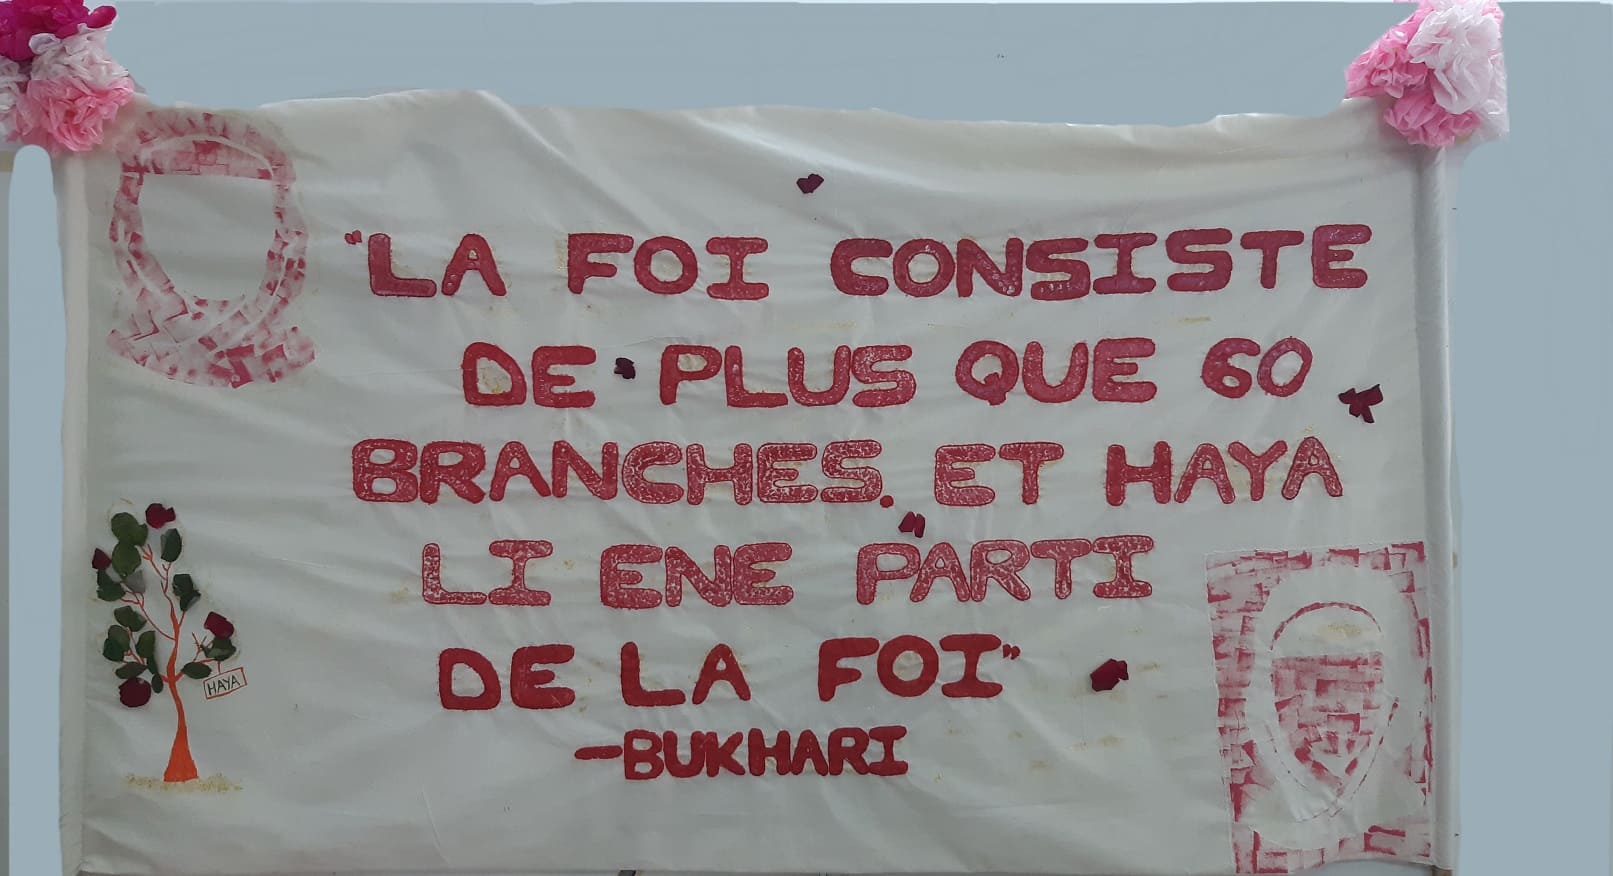 "LA FOI CONSISTE
DE PLUS QUE 60
BRANCHES. ET HAYA
LI ENE PARTI
DE LA FOI"
-BUKHARI
HAYA